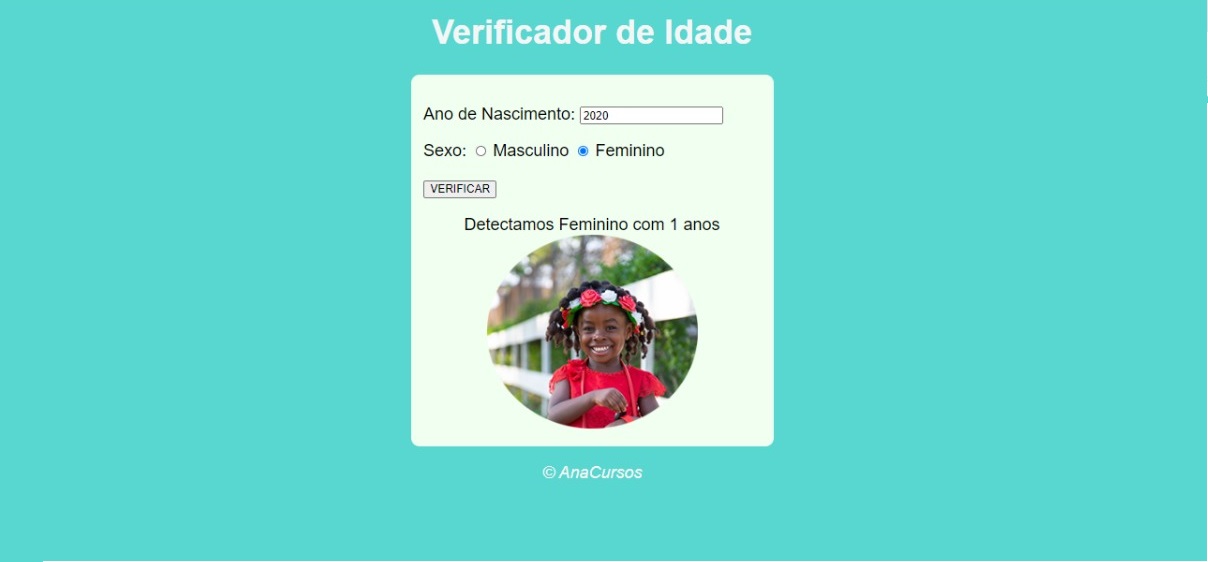 Verificador de Idade
Ano de Nascimento: 2020
Sexo: Masculino Feminino
VERIFICAR
Detectamos Feminino com 1 anos
© AnaCursos